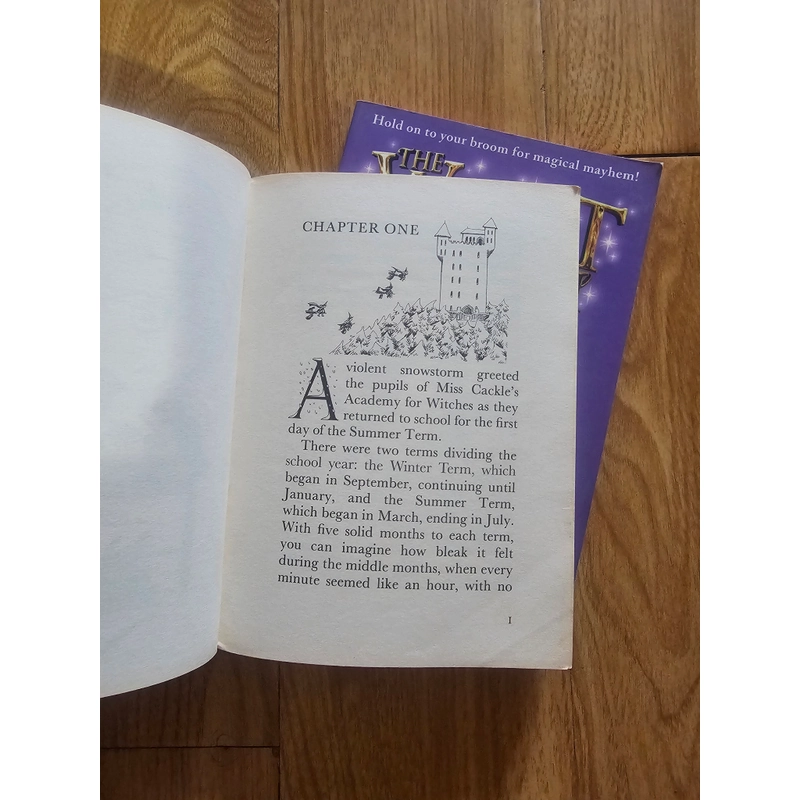 Hold on to your broom for magical mayhem!
THE
CHAPTER ONE
A violent snowstorm greeted
the pupils of Miss Cackle's
Academy for Witches as they
returned to school for the first
day of the Summer Term.
There were two terms dividing the
school year: the Winter Term, which
began in September, continuing until
January, and the Summer Term,
which began in March, ending in July.
With five solid months to each term,
you can imagine how bleak it felt
during the middle months, when every
minute seemed like an hour, with no
1